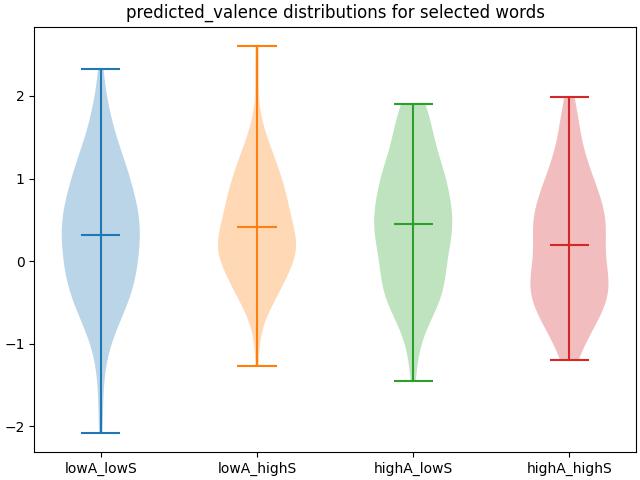 predicted_valence distributions for selected words
2
1
0
−1
−2
lowA_lowS
lowA_highS
highA_lowS
highA_highS